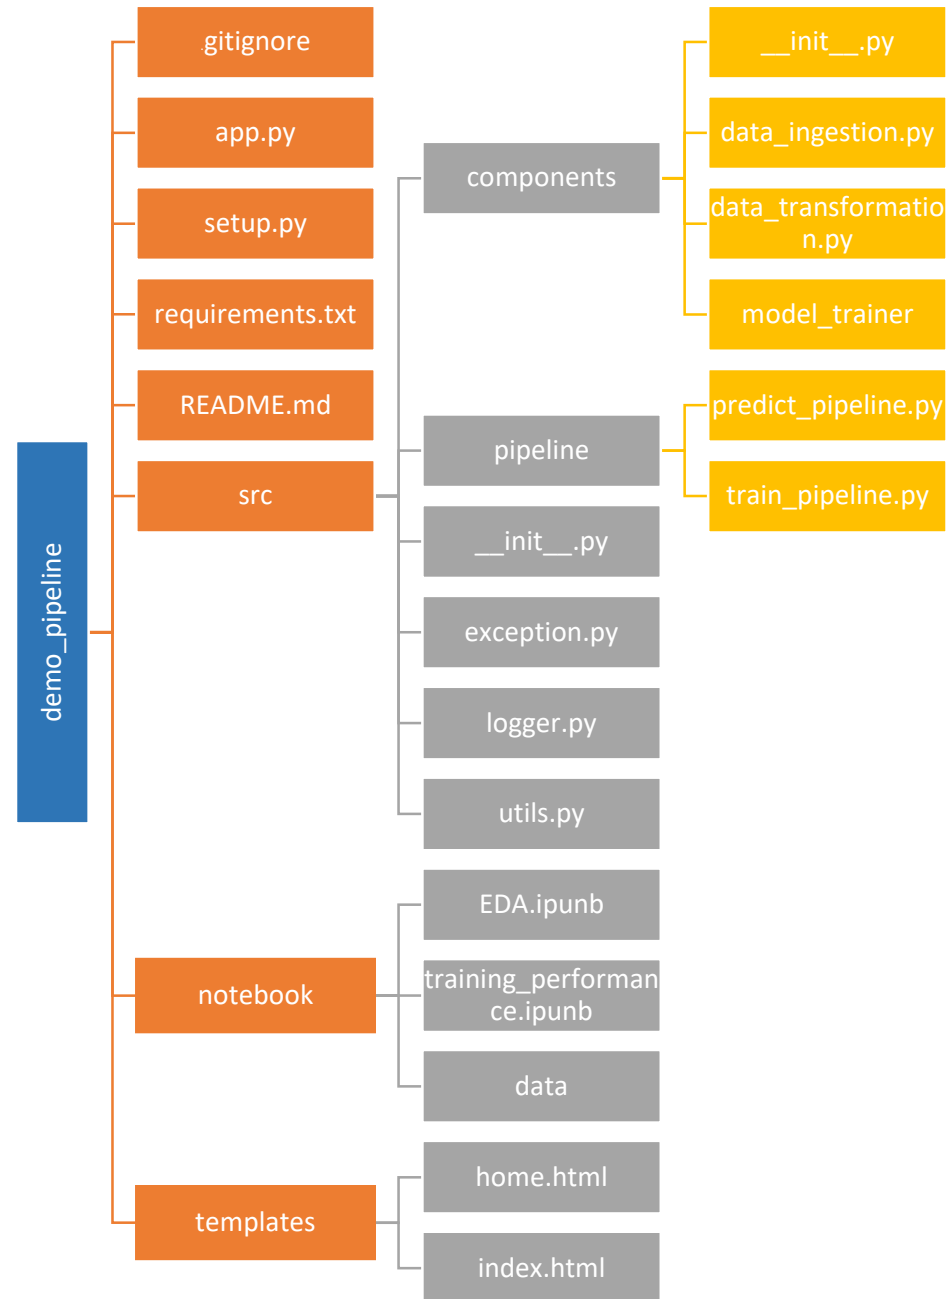 demo_pipeline
.gitignore
app.py
setup.py
requirements.txt
README.md
src
components
__init__.py
data_ingestion.py
data_transformatio
n.py
model_trainer
pipeline
predict_pipeline.py
train_pipeline.py
__init__.py
exception.py
logger.py
utils.py
notebook
EDA.ipunb
training_performan
ce.ipunb
data
templates
home.html
index.html